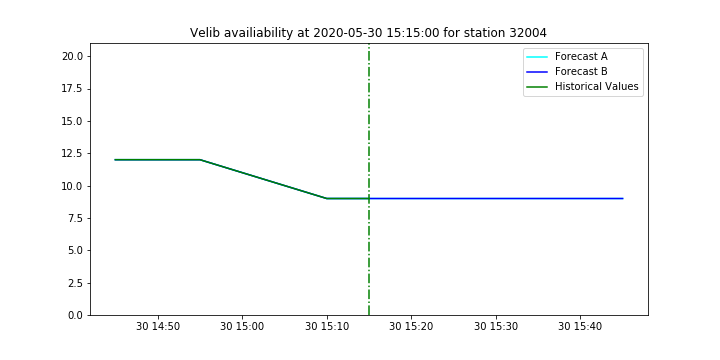 Velib availiability at 2020-05-30 15:15:00 for station 32004
Forecast A
Forecast B
Historical Values
20.0
17.5
15.0
12.5
10.0
7.5
5.0
2.5
0.0
30 14:50 30 15:00 30 15:10 30 15:20 30 15:30 30 15:40